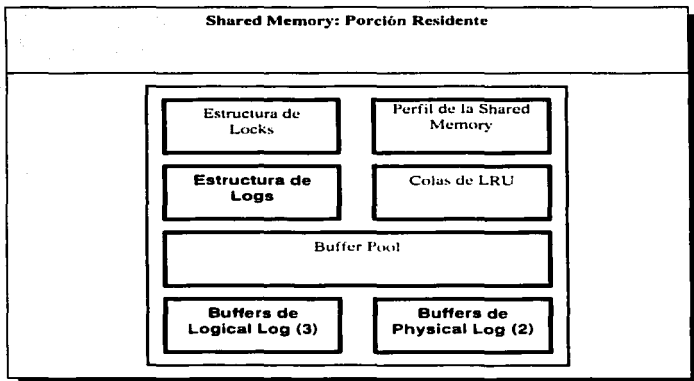 Shared Memory: Porción Residente
Estructura de
Locks
Perfil de la Shared
Memory
Estructura de
Logs
Colas de LRU
Buffer Pool
Buffers de
Logical Log (3)
Buffers de
Physical Log (2)